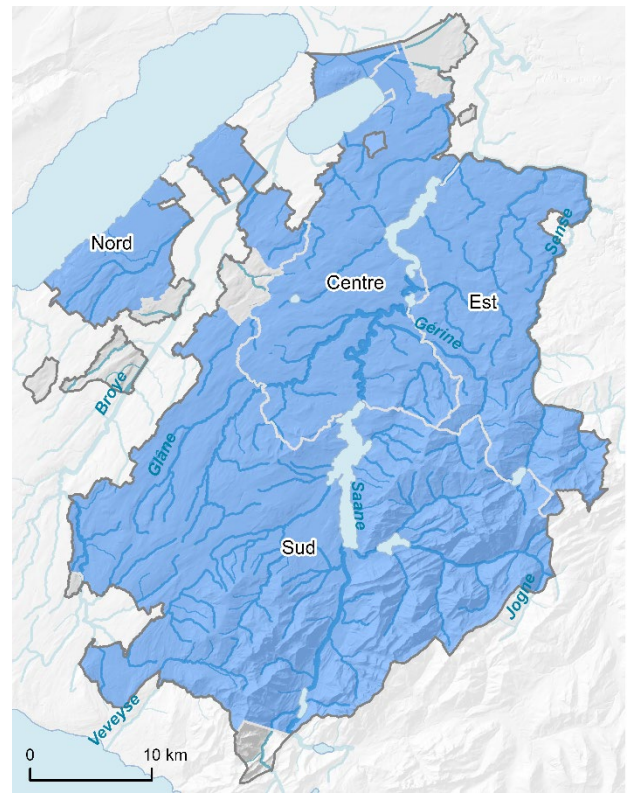 Nord
Sense
Centre
Est
Gérine
Broye
Glâne
Saane
Sud
Jogne
Veveyse
0 10 km